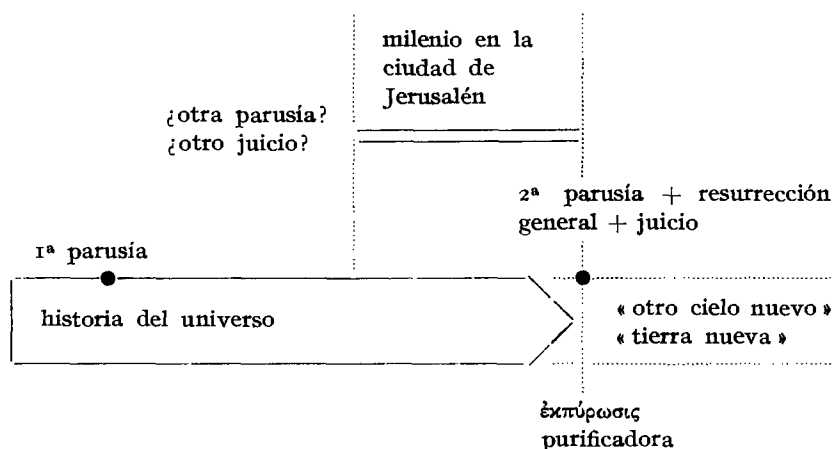 milenio en la
ciudad de
Jerusalén
¿otra parusía?
¿otro juicio?
2ª parusía + resurrección
general + juicio
1ª parusía
historia del universo
« otro cielo nuevo »
« tierra nueva »
ἐκπύρωσις
purificadora